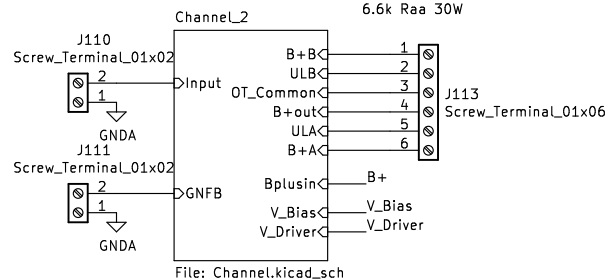 6.6k Raa 30W
Channel_2
J110
Screw_Terminal_01x02
2
1
GNDA
Input
J111
Screw_Terminal_01x02
2
1
GNDA
GNFB
B+B
ULB
OT_Common
B+out
ULA
B+A
Bplusin
V_Bias
V_Driver
1
2
3
4
5
6
J113
Screw_Terminal_01x06
B+
V_Bias
V_Driver
File: Channel.kicad_sch